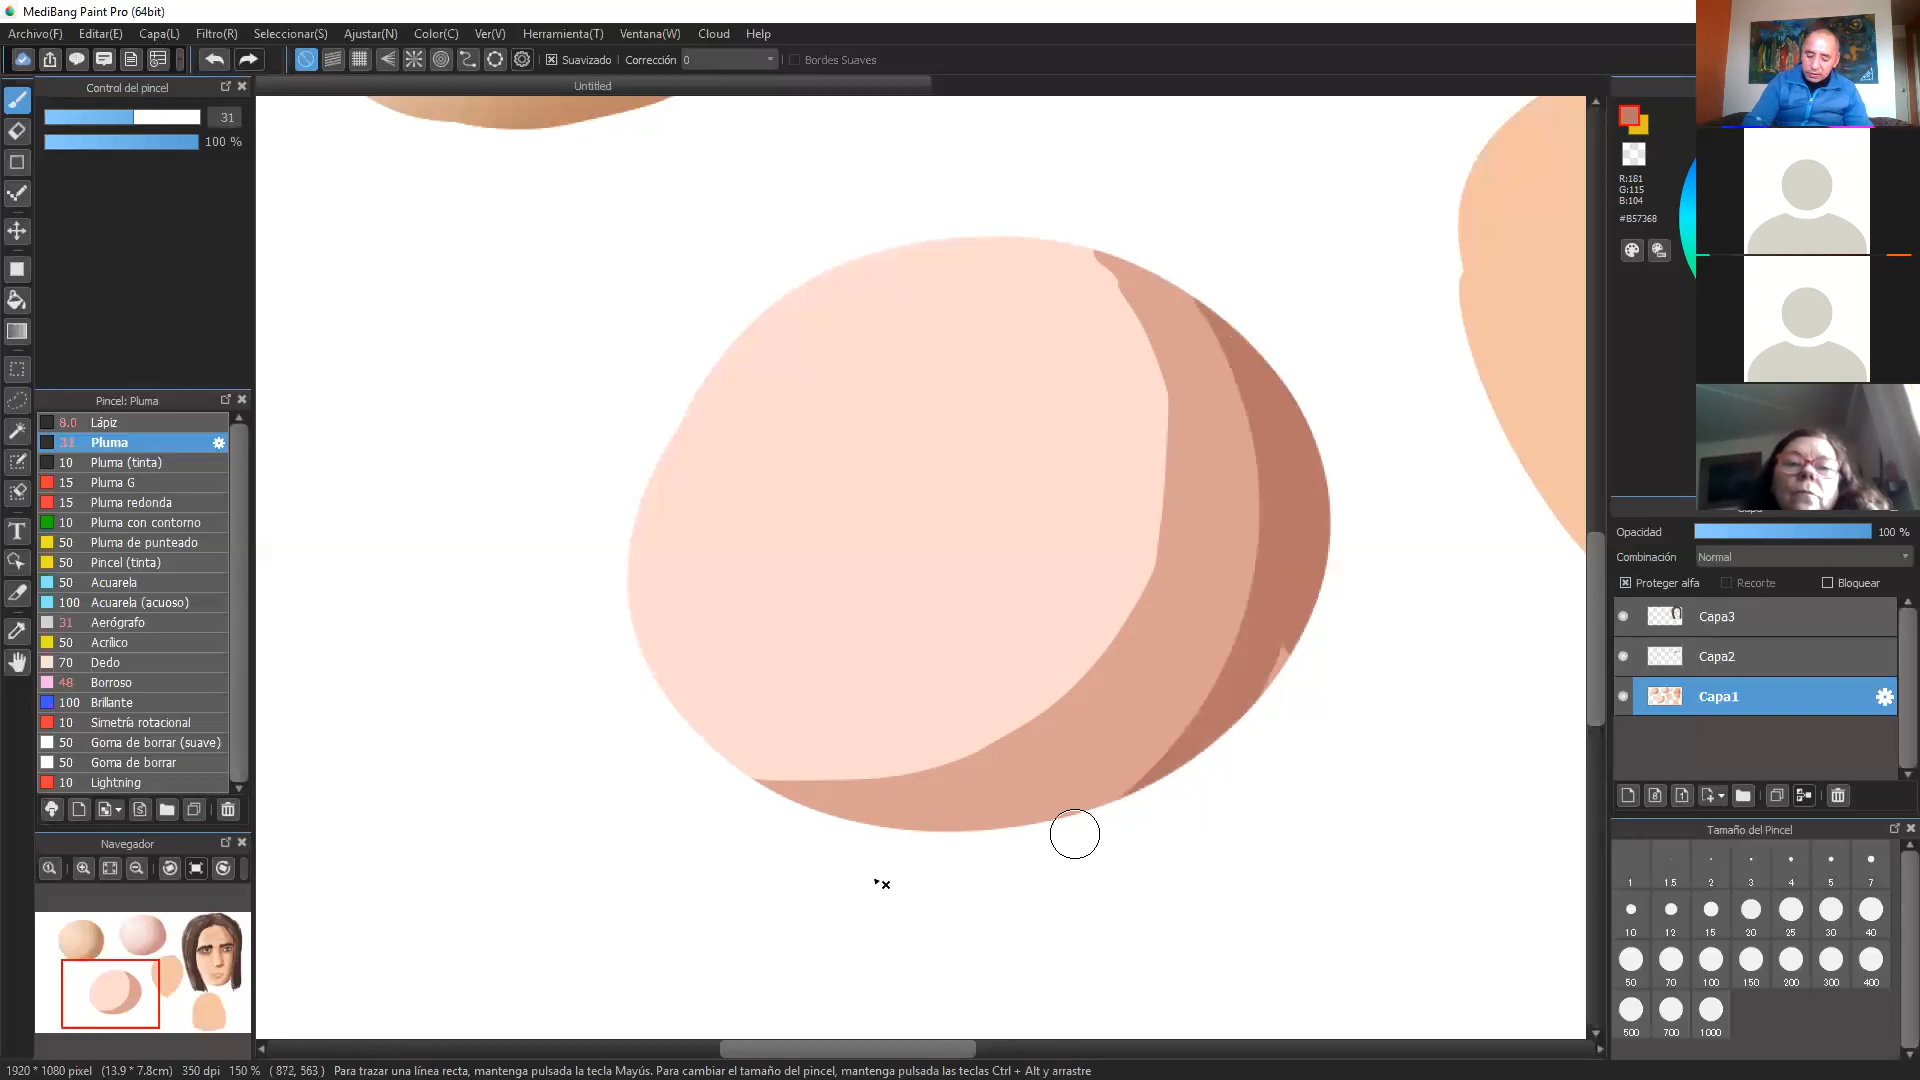 MediBang Paint Pro (64bit)
Archivo(F) Editar(E) Capa(L) Filtro(R) Seleccionar(S) Ajustar(N) Color(C) Ver(V) Herramienta(T) Ventana(W) Cloud Help
Suavizado Corrección 0 Bordes Suaves
Control del pincel
Untitled
31
100 %
R:181
G:115
B:104
#B57368
Pincel: Pluma
8.0 Lápiz
31 Pluma
10 Pluma (tinta)
15 Pluma G
15 Pluma redonda
10 Pluma con contorno
50 Pluma de punteado
50 Pincel (tinta)
50 Acuarela
100 Acuarela (acuoso)
31 Aerógrafo
50 Acrílico
70 Dedo
48 Borroso
100 Brillante
10 Simetría rotacional
50 Goma de borrar (suave)
50 Goma de borrar
10 Lightning
Opacidad 100 %
Combinación Normal
Proteger alfa Recorte Bloquear
Capa3
Capa2
Capa1
Navegador
Tamaño del Pincel
1 1.5 2 3 4 5 7
10 12 15 20 25 30 40
50 70 100 150 200 300 400
500 700 1000
1920 * 1080 pixel (13.9 * 7.8cm) 350 dpi 150 % ( 872, 563,) Para trazar una línea recta, mantenga pulsada la tecla Mayús. Para cambiar el tamaño del pincel, mantenga pulsada las teclas Ctrl + Alt y arrastre